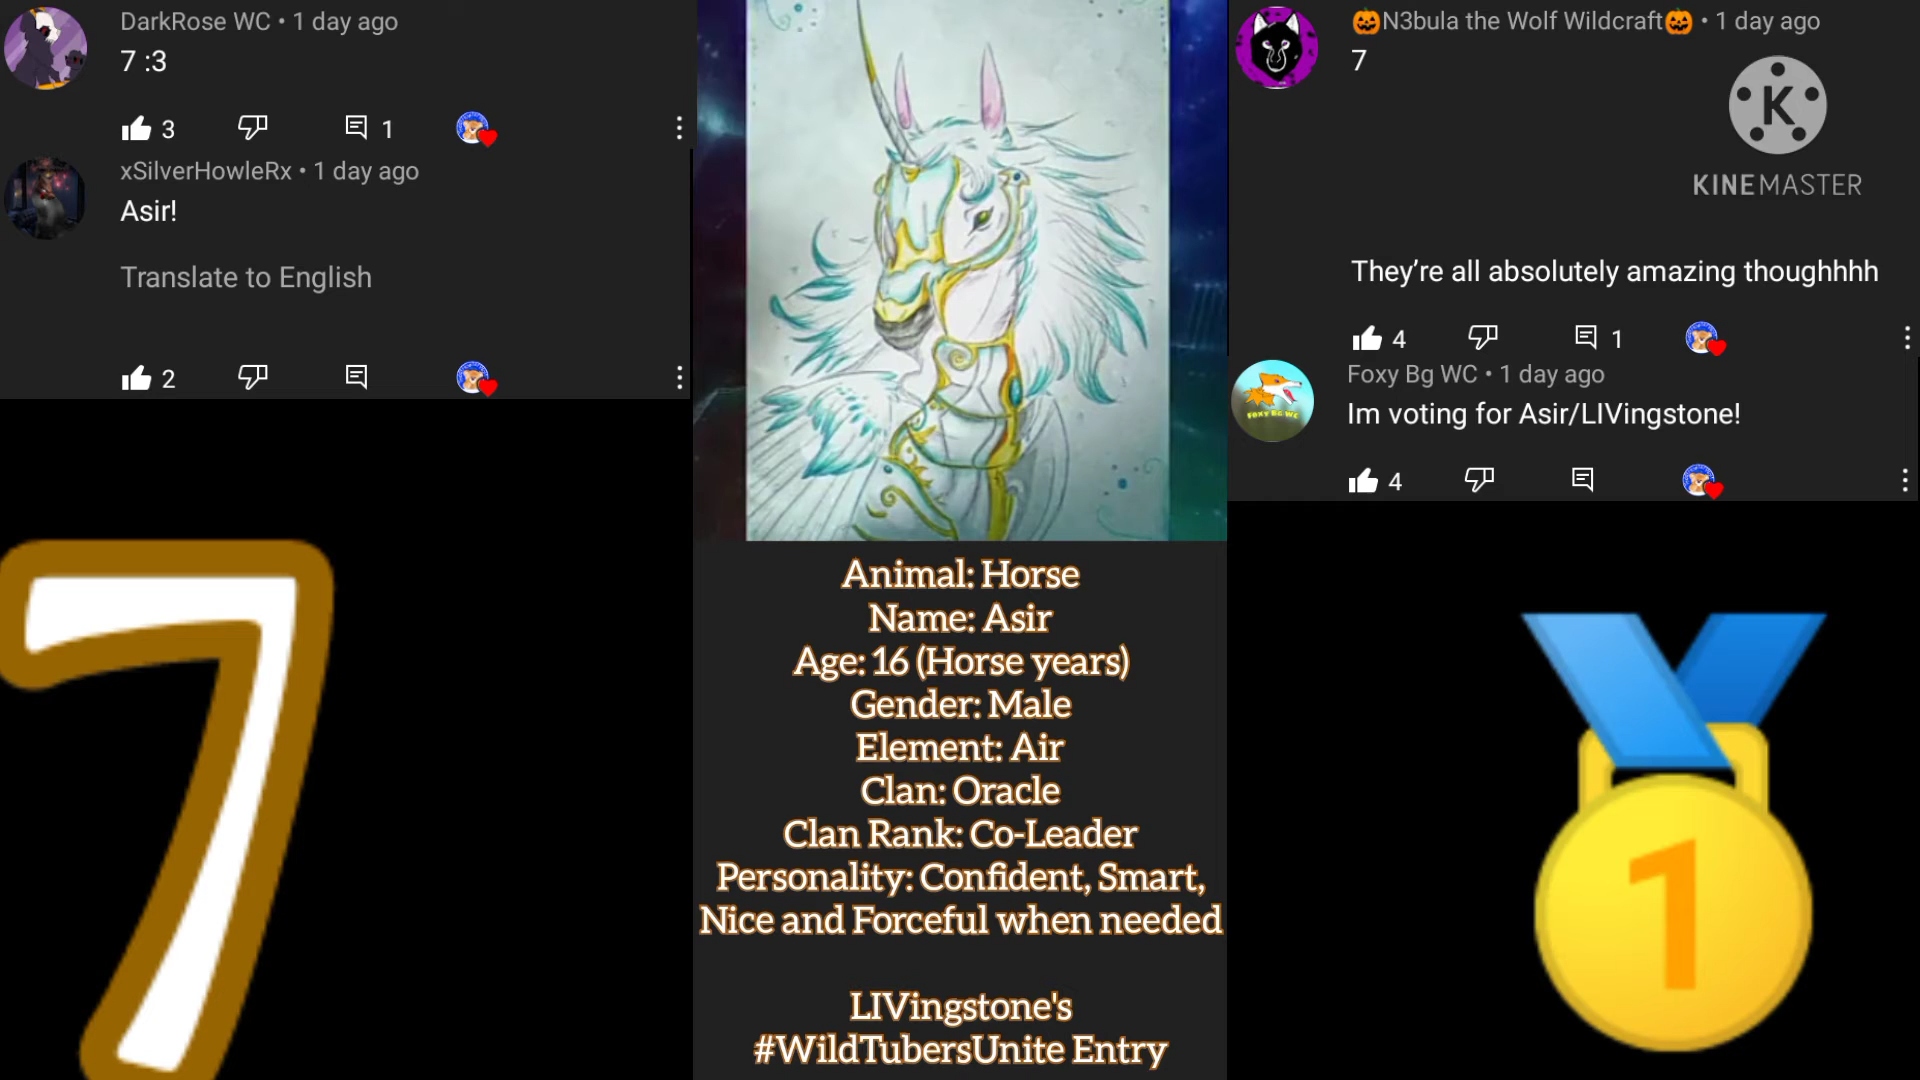 DarkRose WC • 1 day ago
7 :3
3
1
xSilverHowleRx • 1 day ago
Asir!
Translate to English
2
7
Animal: Horse
Name: Asir
Age: 16 (Horse years)
Gender: Male
Element: Air
Clan: Oracle
Clan Rank: Co-Leader
Personality: Confident, Smart,
Nice and Forceful when needed
LIVingstone's
#WildTubersUnite Entry
🎃N3bula the Wolf Wildcraft🎃 • 1 day ago
7
K
KINEMASTER
They're all absolutely amazing thoughhhh
4
1
Foxy Bg WC • 1 day ago
Im voting for Asir/LIVingstone!
FOXY BG WC
4
1